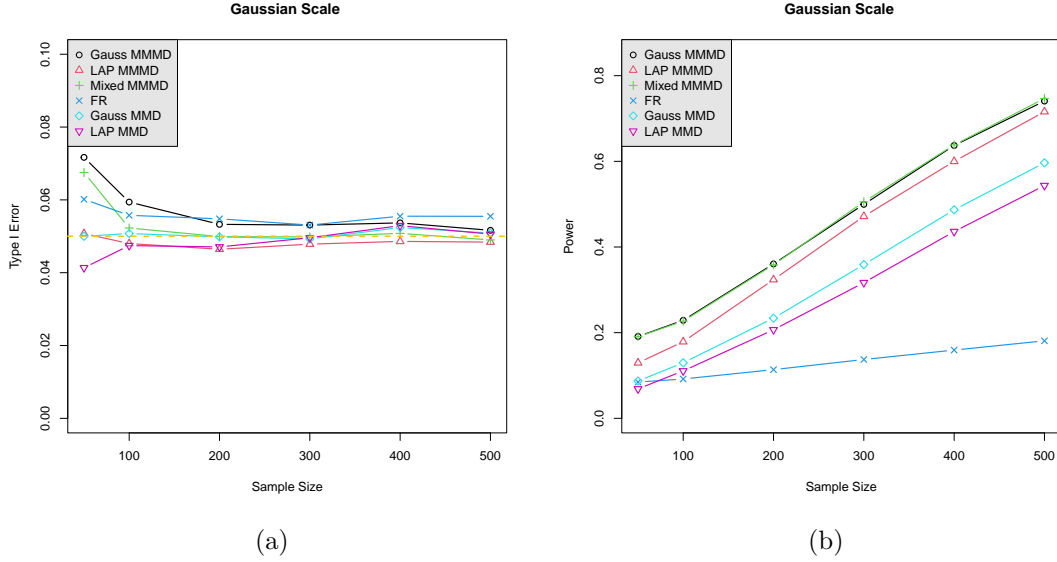 Gaussian Scale
Type I Error
0.00 0.02 0.04 0.06 0.08 0.10
Gauss MMMD
LAP MMMD
Mixed MMMD
FR
Gauss MMD
LAP MMD
100 200 300 400 500
Sample Size
(a)
Gaussian Scale
Power
0.0 0.2 0.4 0.6 0.8
Gauss MMMD
LAP MMMD
Mixed MMMD
FR
Gauss MMD
LAP MMD
100 200 300 400 500
Sample Size
(b)